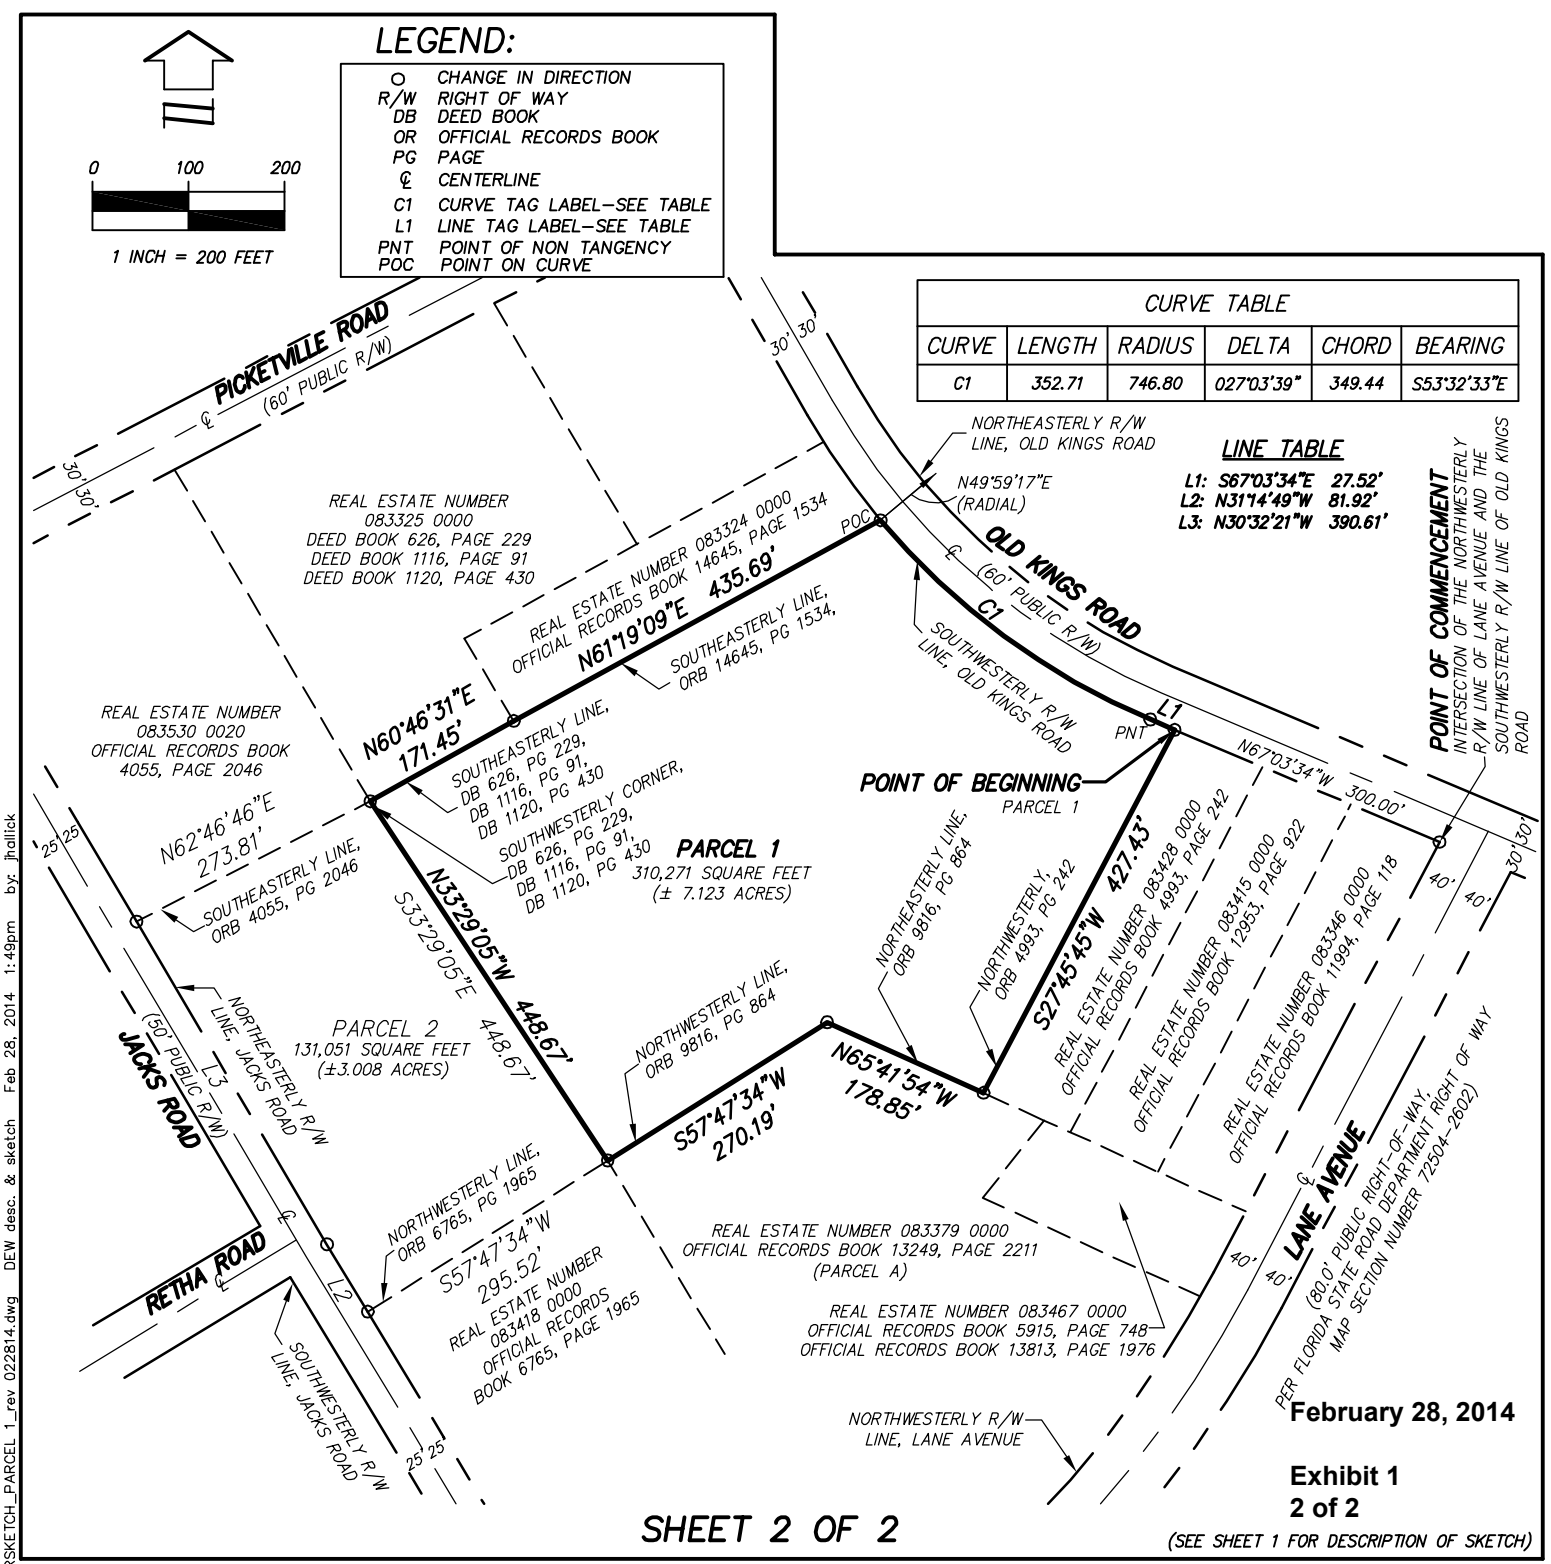 LEGEND:
O CHANGE IN DIRECTION
R/W RIGHT OF WAY
DB DEED BOOK
OR OFFICIAL RECORDS BOOK
PG PAGE
℄ CENTERLINE
C1 CURVE TAG LABEL-SEE TABLE
L1 LINE TAG LABEL-SEE TABLE
PNT POINT OF NON TANGENCY
POC POINT ON CURVE
0 100 200
1 INCH = 200 FEET
CURVE TABLE
CURVE LENGTH RADIUS DELTA CHORD BEARING
C1 352.71 746.80 027°03'39" 349.44 S53°32'33"E
LINE TABLE
L1: S67°03'34"E 27.52'
L2: N31°14'49"W 81.92'
L3: N30°32'21"W 390.61'
PICKETVILLE ROAD
℄ (60' PUBLIC R/W)
30' 30'
30' 30'
NORTHEASTERLY R/W
LINE, OLD KINGS ROAD
N49°59'17"E
(RADIAL)
POC
OLD KINGS ROAD
℄ (60' PUBLIC R/W)
C1
SOUTHWESTERLY R/W
LINE, OLD KINGS ROAD
POINT OF COMMENCEMENT
INTERSECTION OF THE NORTHWESTERLY
R/W LINE OF LANE AVENUE AND THE
SOUTHWESTERLY R/W LINE OF OLD KINGS
ROAD
REAL ESTATE NUMBER
083325 0000
DEED BOOK 626, PAGE 229
DEED BOOK 1116, PAGE 91
DEED BOOK 1120, PAGE 430
REAL ESTATE NUMBER 083324 0000
OFFICIAL RECORDS BOOK 14645, PAGE 1534
N61°19'09"E 435.69'
SOUTHEASTERLY LINE,
ORB 14645, PG 1534,
N60°46'31"E
171.45'
SOUTHEASTERLY LINE,
DB 626, PG 229,
DB 1116, PG 91,
DB 1120, PG 430
SOUTHWESTERLY CORNER,
DB 626, PG 229,
DB 1116, PG 91,
DB 1120, PG 430
REAL ESTATE NUMBER
083530 0020
OFFICIAL RECORDS BOOK
4055, PAGE 2046
N62°46'46"E
273.81'
SOUTHEASTERLY LINE,
ORB 4055, PG 2046
25' 25'
L1
PNT
POINT OF BEGINNING
PARCEL 1
N67°03'34"W 300.00'
30' 30'
40'
40'
PARCEL 1
310,271 SQUARE FEET
(± 7.123 ACRES)
N33°29'05"W 448.67'
S33°29'05"E 448.67'
NORTHEASTERLY LINE,
ORB 9816, PG 864
NORTHWESTERLY,
ORB 4993, PG 242
S27°45'45"W 427.43'
REAL ESTATE NUMBER 083428 0000
OFFICIAL RECORDS BOOK 4993, PAGE 242
REAL ESTATE NUMBER 083415 0000
OFFICIAL RECORDS BOOK 12953, PAGE 922
REAL ESTATE NUMBER 083346 0000
OFFICIAL RECORDS BOOK 11994, PAGE 118
NORTHEASTERLY R/W
LINE, JACKS ROAD
JACKS ROAD
(50' PUBLIC R/W)
L3
PARCEL 2
131,051 SQUARE FEET
(±3.008 ACRES)
NORTHWESTERLY LINE,
ORB 9816, PG 864
N65°41'54"W
178.85'
S57°47'34"W
270.19'
NORTHWESTERLY LINE,
ORB 6765, PG 1965
S57°47'34"W
295.52'
REAL ESTATE NUMBER
083418 0000
OFFICIAL RECORDS
BOOK 6765, PAGE 1965
RETHA ROAD
℄
℄
L2
SOUTHWESTERLY R/W
LINE, JACKS ROAD
25' 25'
REAL ESTATE NUMBER 083379 0000
OFFICIAL RECORDS BOOK 13249, PAGE 2211
(PARCEL A)
REAL ESTATE NUMBER 083467 0000
OFFICIAL RECORDS BOOK 5915, PAGE 748
OFFICIAL RECORDS BOOK 13813, PAGE 1976
℄
LANE AVENUE
40' 40'
(80.0' PUBLIC RIGHT-OF-WAY,
PER FLORIDA STATE ROAD DEPARTMENT RIGHT OF WAY
MAP SECTION NUMBER 72504-2602)
NORTHWESTERLY R/W
LINE, LANE AVENUE
February 28, 2014
Exhibit 1
2 of 2
SHEET 2 OF 2
(SEE SHEET 1 FOR DESCRIPTION OF SKETCH)
RSKETCH_PARCEL 1_rev 022814.dwg DEW desc. & sketch Feb 28, 2014 1:49pm by: jhollick